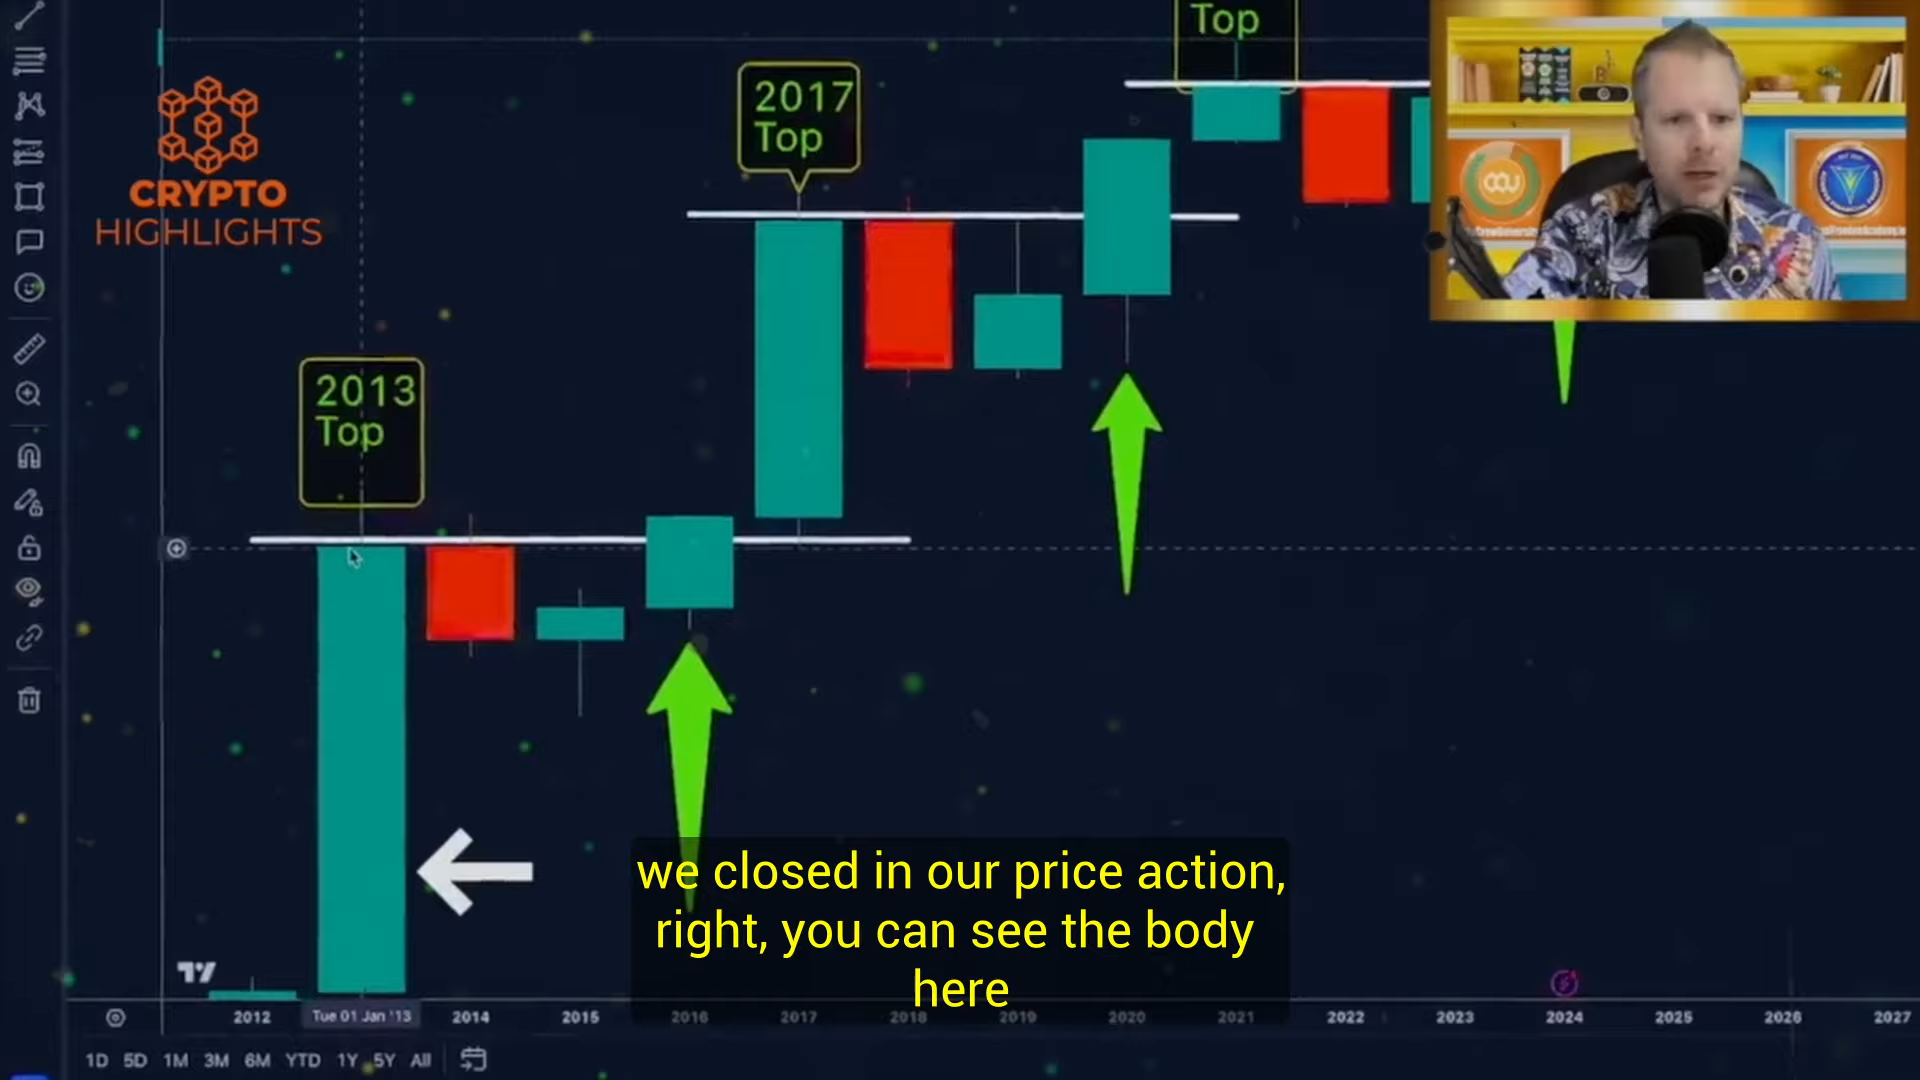 Top
2017
Top
CRYPTO
HIGHLIGHTS
2013
Top
we closed in our price action,
right, you can see the body
here
2012
Tue 01 Jan '13
2014
2015
2016
2017
2018
2019
2020
2021
2022
2023
2024
2025
2026
2027
1D 5D 1M 3M 6M YTD 1Y 5Y All